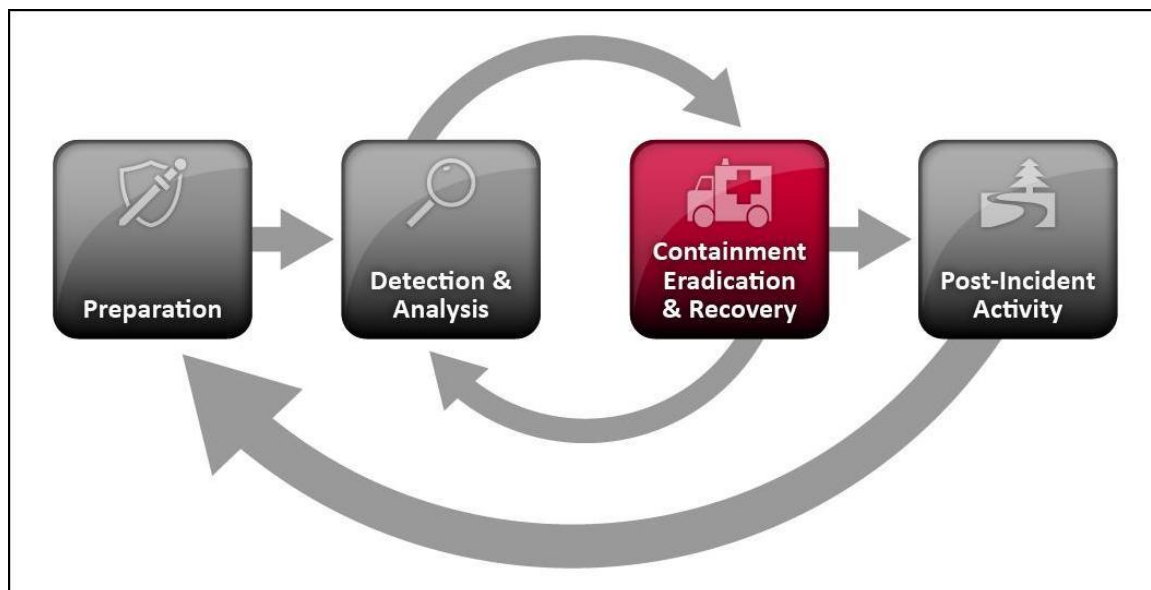 Preparation
Detection &
Analysis
Containment
Eradication
& Recovery
Post-Incident
Activity